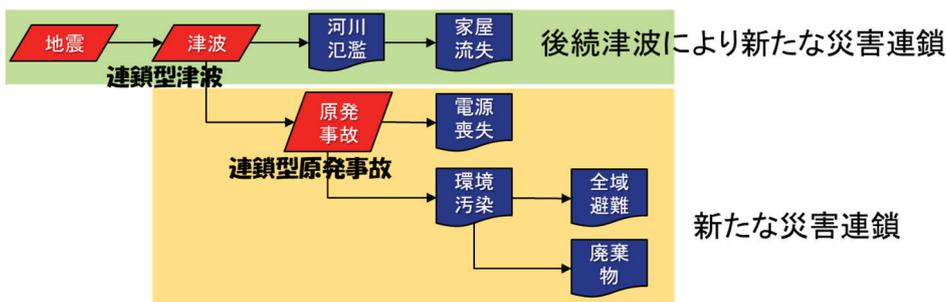 地震
津波
河川
氾濫
家屋
流失
後続津波により新たな災害連鎖
連鎖型津波
原発
事故
電源
喪失
連鎖型原発事故
環境
汚染
全域
避難
新たな災害連鎖
廃棄
物